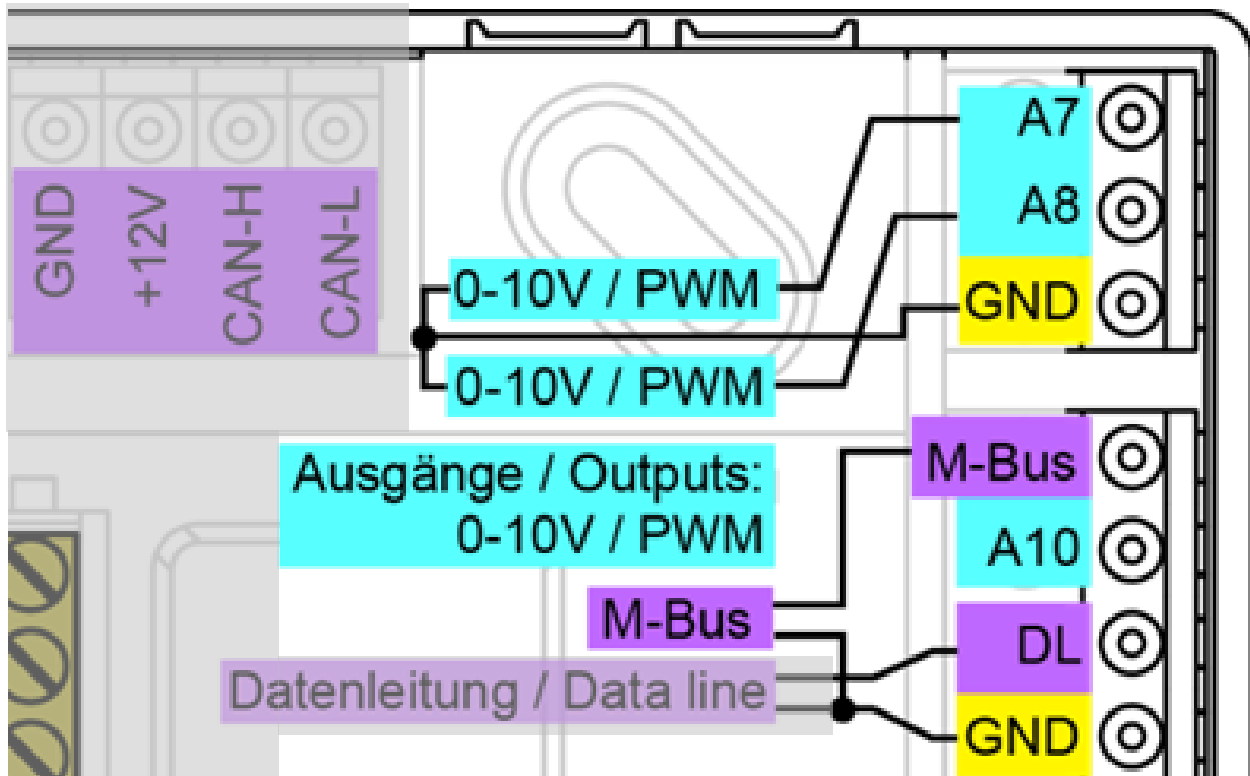 GND
+12V
CAN-H
CAN-L
A7
A8
GND
0-10V / PWM
0-10V / PWM
Ausgänge / Outputs:
0-10V / PWM
M-Bus
A10
DL
GND
M-Bus
Datenleitung / Data line